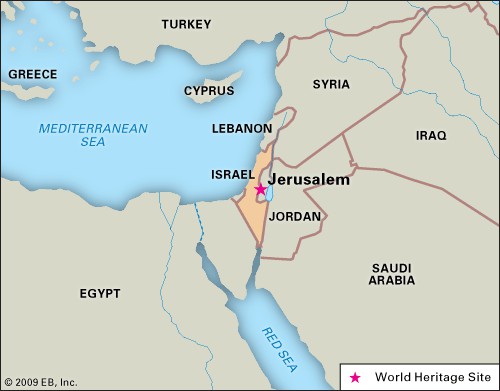 TURKEY
GREECE
CYPRUS
SYRIA
MEDITERRANEAN
SEA
LEBANON
IRAQ
ISRAEL
Jerusalem
JORDAN
SAUDI
ARABIA
EGYPT
RED SEA
© 2009 EB, Inc.
World Heritage Site